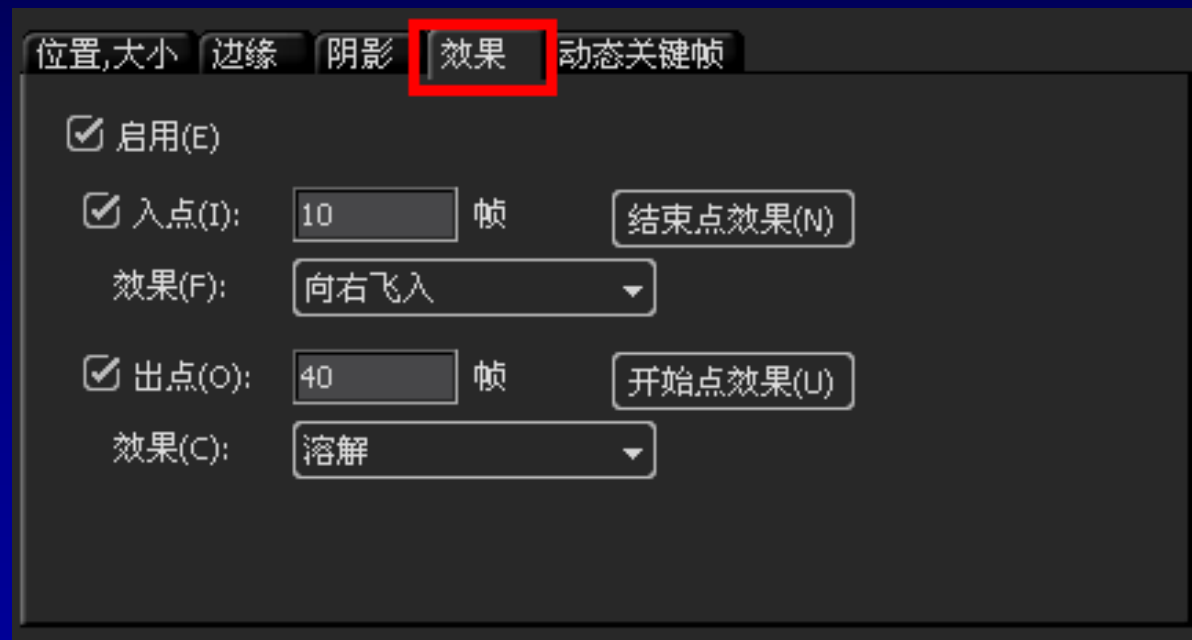 位置,大小 边缘 阴影 效果 动态关键帧
启用(E)
入点(I): 10 帧 结束点效果(N)
效果(F): 向右飞入
出点(O): 40 帧 开始点效果(U)
效果(C): 溶解